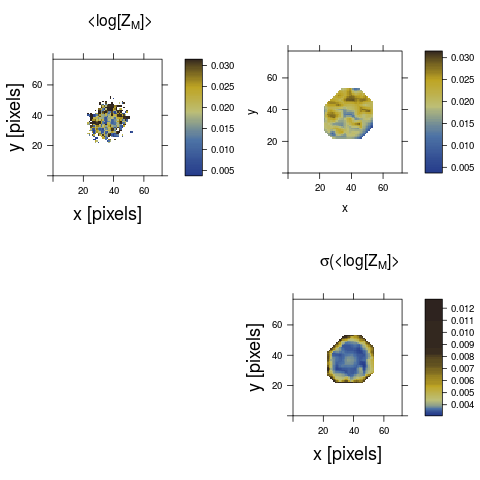 <log[Z_M]>
60
40
20
20 40 60
x [pixels]
y [pixels]
0.030
0.025
0.020
0.015
0.010
0.005
60
40
20
20 40 60
x
y
0.030
0.025
0.020
0.015
0.010
0.005
σ(<log[Z_M]>
60
40
20
20 40 60
x [pixels]
y [pixels]
0.012
0.011
0.010
0.009
0.008
0.007
0.006
0.005
0.004